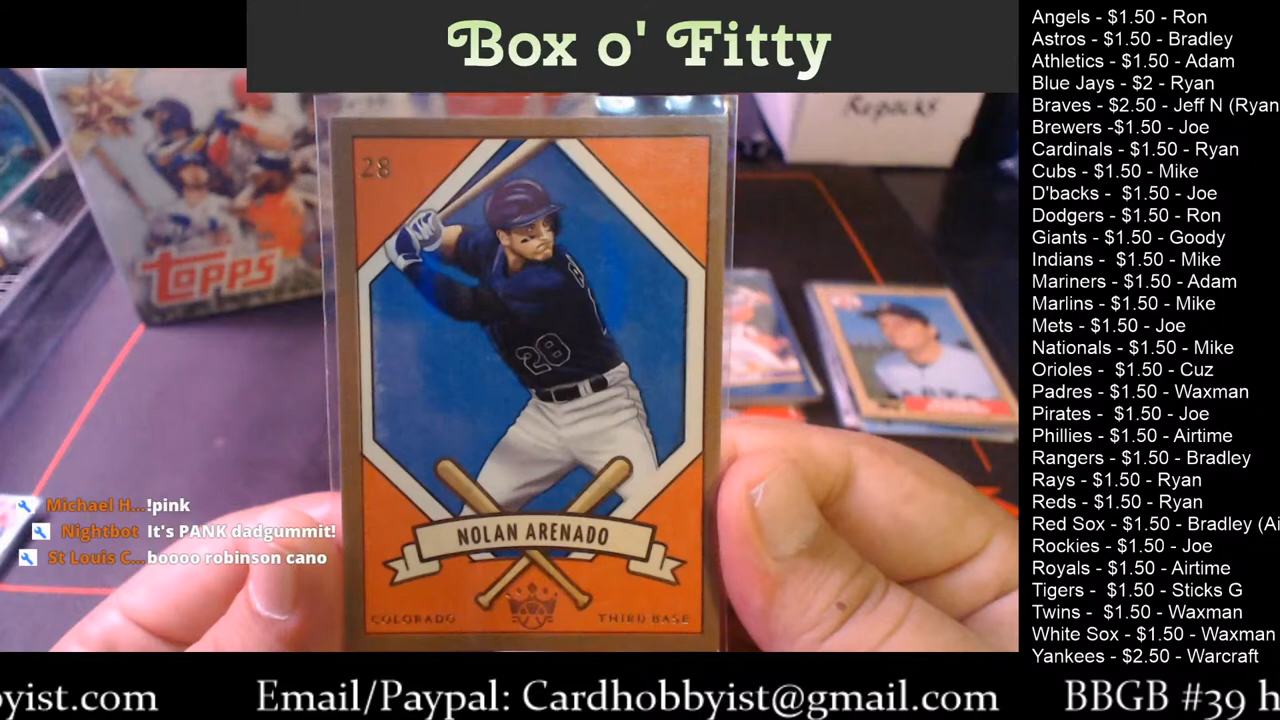 Box o' Fitty
Repacks
TOPPS
28
28
NOLAN ARENADO
COLORADO
THIRD BASE
Michael H... !pink
Nightbot It's PANK dadgummit!
St Louis C... boooo robinson cano
Angels - $1.50 - Ron
Astros - $1.50 - Bradley
Athletics - $1.50 - Adam
Blue Jays - $2 - Ryan
Braves - $2.50 - Jeff N (Ryan
Brewers -$1.50 - Joe
Cardinals - $1.50 - Ryan
Cubs - $1.50 - Mike
D'backs - $1.50 - Joe
Dodgers - $1.50 - Ron
Giants - $1.50 - Goody
Indians - $1.50 - Mike
Mariners - $1.50 - Adam
Marlins - $1.50 - Mike
Mets - $1.50 - Joe
Nationals - $1.50 - Mike
Orioles - $1.50 - Cuz
Padres - $1.50 - Waxman
Pirates - $1.50 - Joe
Phillies - $1.50 - Airtime
Rangers - $1.50 - Bradley
Rays - $1.50 - Ryan
Reds - $1.50 - Ryan
Red Sox - $1.50 - Bradley (Ai
Rockies - $1.50 - Joe
Royals - $1.50 - Airtime
Tigers - $1.50 - Sticks G
Twins - $1.50 - Waxman
White Sox - $1.50 - Waxman
Yankees - $2.50 - Warcraft
byist.com Email/Paypal: Cardhobbyist@gmail.com BBGB #39 h